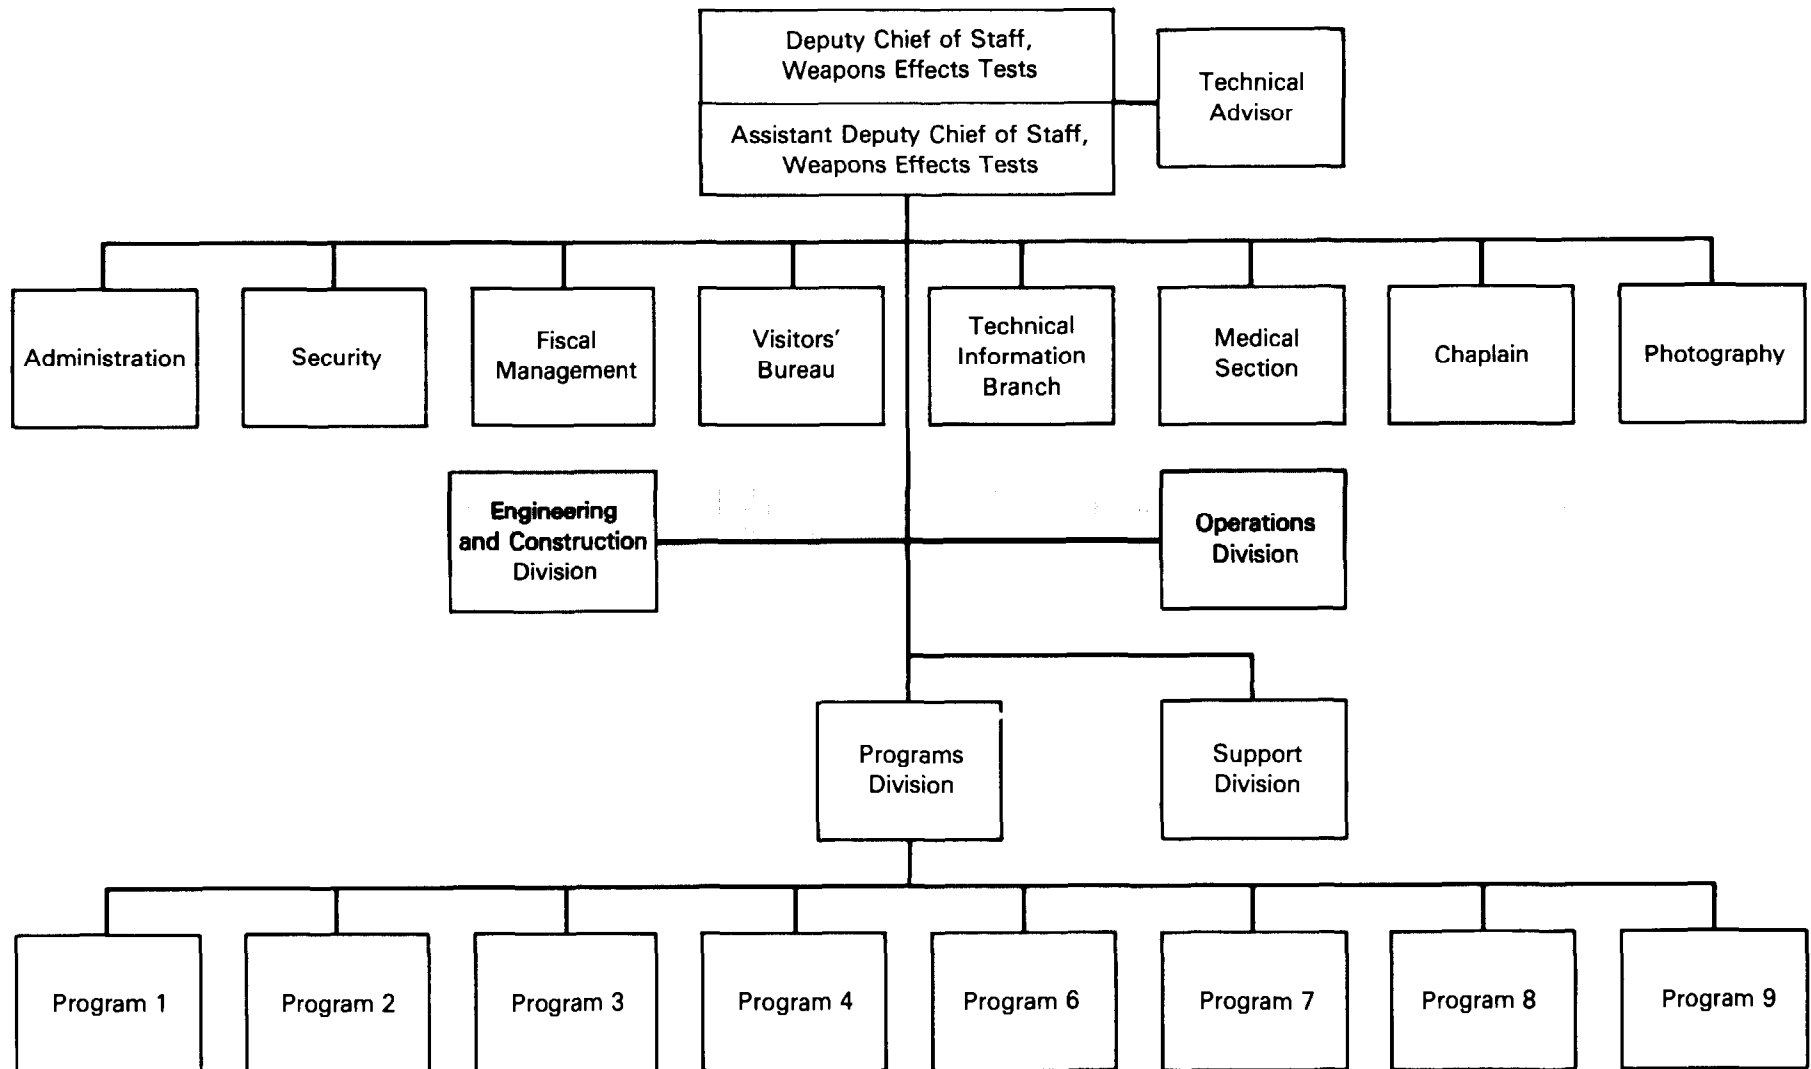 Deputy Chief of Staff,
Weapons Effects Tests
Technical
Advisor
Assistant Deputy Chief of Staff,
Weapons Effects Tests
Administration
Security
Fiscal
Management
Visitors'
Bureau
Technical
Information
Branch
Medical
Section
Chaplain
Photography
Engineering
and Construction
Division
Operations
Division
Programs
Division
Support
Division
Program 1
Program 2
Program 3
Program 4
Program 6
Program 7
Program 8
Program 9